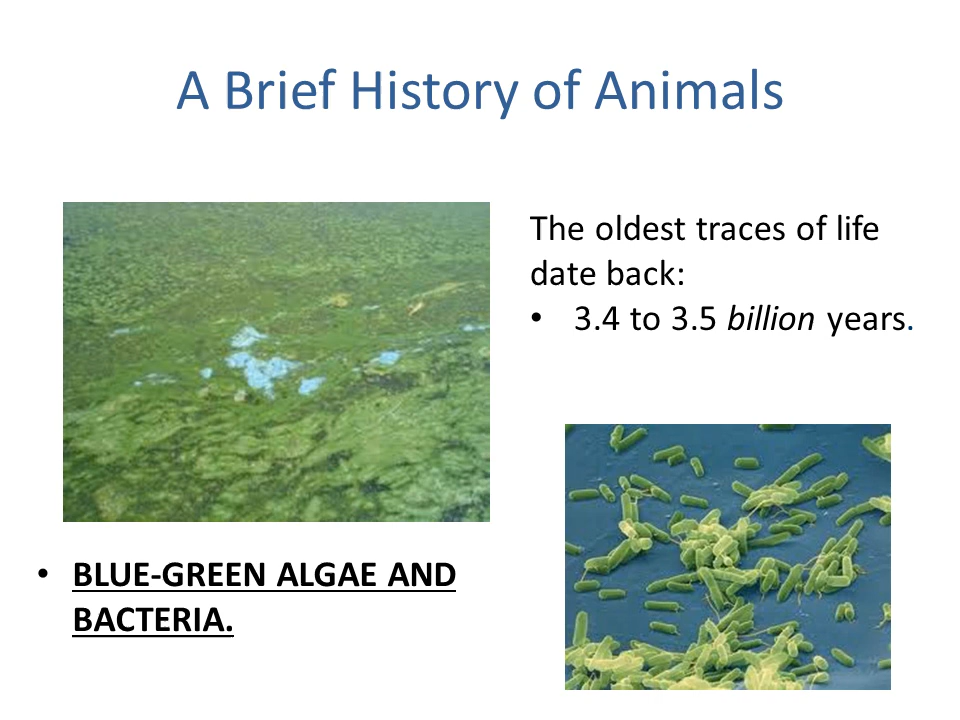 A Brief History of Animals
The oldest traces of life
date back:
• 3.4 to 3.5 billion years.
• BLUE-GREEN ALGAE AND
BACTERIA.